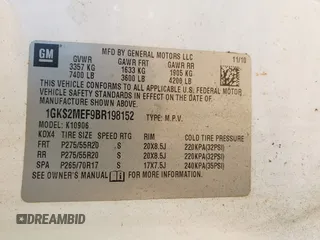 GM
MFD BY GENERAL MOTORS LLC 11/10
GVWR GAWR FRT GAWR RR
3357 KG 1633 KG 1905 KG
7400 LB 3600 LB 4200 LB
THIS VEHICLE CONFORMS TO ALL APPLICABLE U.S. FEDERAL MOTOR VEHICLE SAFETY AND THEFT PREVENTION STANDARDS IN EFFECT ON THE DATE OF MANUFACTURE SHOWN ABOVE.
1GKS2MEF9BR198152 TYPE: M.P.V.
MODEL: K10906
KDX4 TIRE SIZE SPEED RTG RIM COLD TIRE PRESSURE
FRT P275/55R20 S 20X8.5J 220KPA(32PSI)
RR P275/55R20 S 20X8.5J 220KPA(32PSI)
SPA P265/70R17 S 17X7.5J 240KPA(35PSI)
SEE OWNER'S MANUAL FOR MORE INFORMATION.
DREAMBID